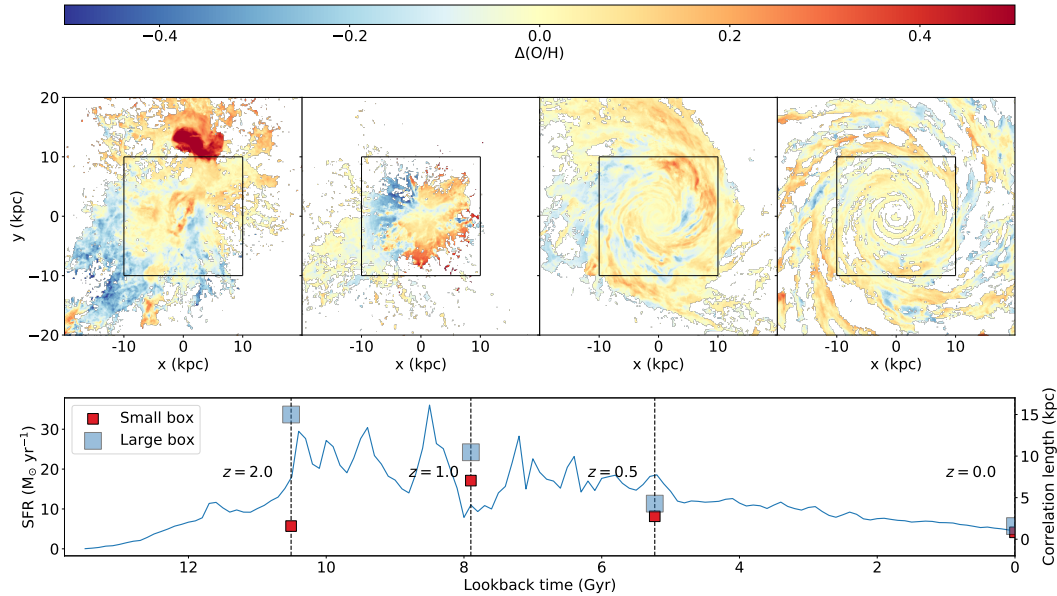 −0.4 −0.2 0.0 0.2 0.4
Δ(O/H)
20
10
0
−10
−20
y (kpc)
-10 0 10 -10 0 10 -10 0 10 -10 0 10
x (kpc) x (kpc) x (kpc) x (kpc)
Small box
Large box
z = 2.0 z = 1.0 z = 0.5 z = 0.0
30
20
10
0
SFR (M⊙ yr−1)
15
10
5
0
Correlation length (kpc)
12 10 8 6 4 2 0
Lookback time (Gyr)